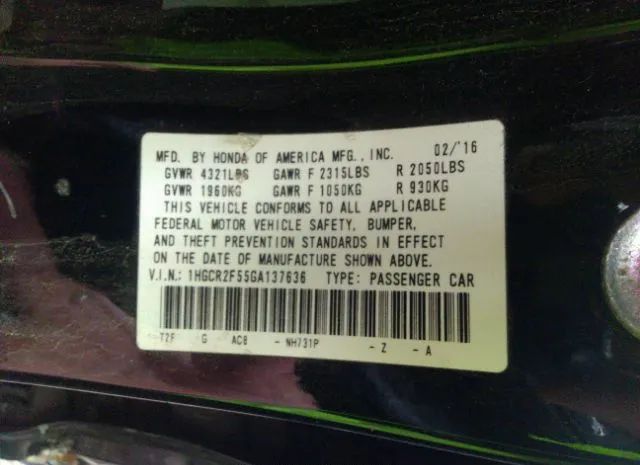 MFD. BY HONDA OF AMERICA MFG., INC. 02/'16
GVWR 4321LBS GAWR F 2315LBS R 2050LBS
GVWR 1960KG GAWR F 1050KG R 930KG
THIS VEHICLE CONFORMS TO ALL APPLICABLE
FEDERAL MOTOR VEHICLE SAFETY, BUMPER,
AND THEFT PREVENTION STANDARDS IN EFFECT
ON THE DATE OF MANUFACTURE SHOWN ABOVE.
V.I.N.: 1HGCR2F55GA137636 TYPE: PASSENGER CAR
T2F G AC8 - NH731P - Z - A